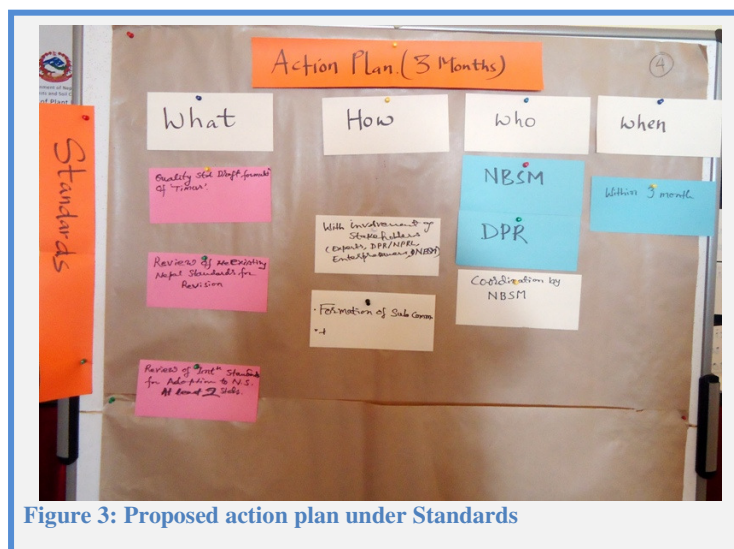 Action Plan. (3 Months)
4
Standards
What
How
Who
When
Quality Std Draft formula
Of 'Timur'
Review of Existing
Nepal Standards for
Revision
Review of Intn Standards
for Adoption to N.S.
At least 2 Stds.
With involvement of
Stakeholders
(Experts, DPR/NPRL
Entrepreneurs, NBSM)
• Formation of Sub Comm
• +
NBSM
DPR
Coordination by
NBSM
Within 3 month
Figure 3: Proposed action plan under Standards